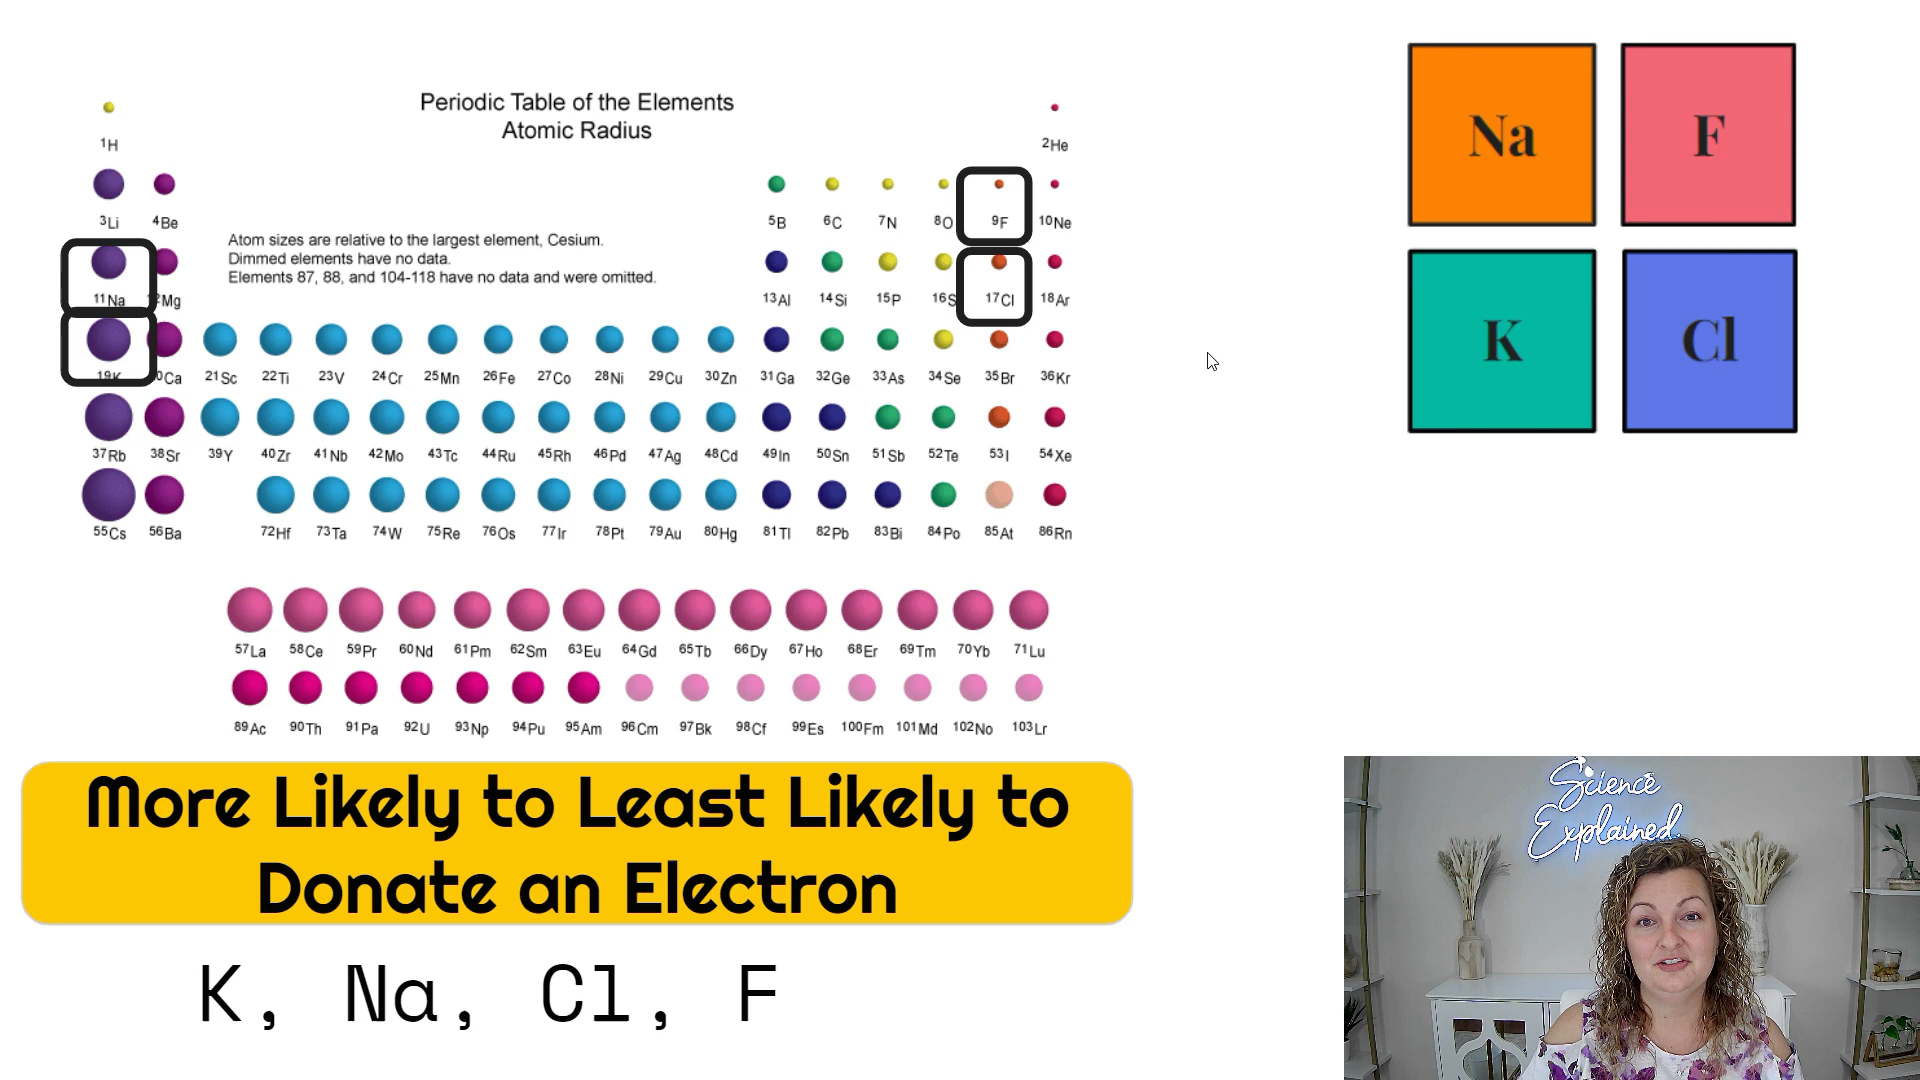 Periodic Table of the Elements
Atomic Radius
1H 2He
3Li 4Be 5B 6C 7N 8O 9F 10Ne
Atom sizes are relative to the largest element, Cesium.
Dimmed elements have no data.
Elements 87, 88, and 104-118 have no data and were omitted.
11Na 2Mg 13Al 14Si 15P 16S 17Cl 18Ar
19K 0Ca 21Sc 22Ti 23V 24Cr 25Mn 26Fe 27Co 28Ni 29Cu 30Zn 31Ga 32Ge 33As 34Se 35Br 36Kr
37Rb 38Sr 39Y 40Zr 41Nb 42Mo 43Tc 44Ru 45Rh 46Pd 47Ag 48Cd 49In 50Sn 51Sb 52Te 53I 54Xe
55Cs 56Ba 72Hf 73Ta 74W 75Re 76Os 77Ir 78Pt 79Au 80Hg 81Tl 82Pb 83Bi 84Po 85At 86Rn
57La 58Ce 59Pr 60Nd 61Pm 62Sm 63Eu 64Gd 65Tb 66Dy 67Ho 68Er 69Tm 70Yb 71Lu
89Ac 90Th 91Pa 92U 93Np 94Pu 95Am 96Cm 97Bk 98Cf 99Es 100Fm 101Md 102No 103Lr
Na F
K Cl
More Likely to Least Likely to
Donate an Electron
K, Na, Cl, F
Science
Explained.